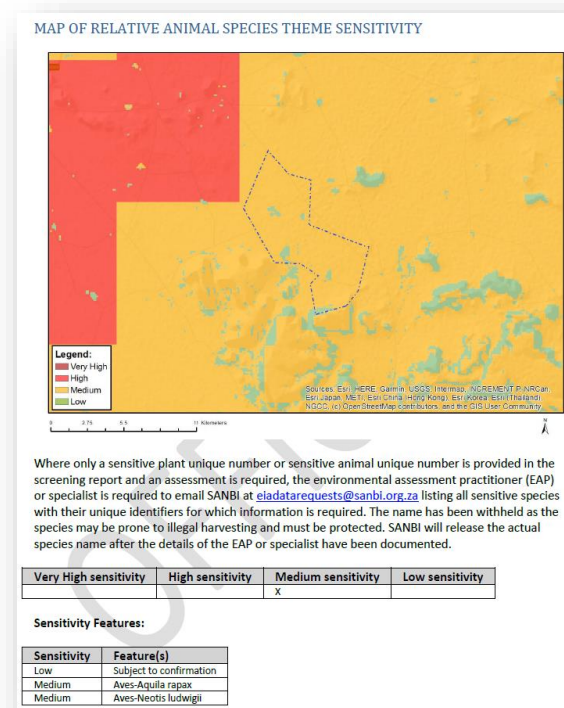 MAP OF RELATIVE ANIMAL SPECIES THEME SENSITIVITY
Legend:
Very High
High
Medium
Low
Sources: Esri, HERE, Garmin, USGS, Intermap, INCREMENT P, NRCan,
Esri Japan, METI, Esri China (Hong Kong), Esri Korea, Esri (Thailand),
NGCC, (c) OpenStreetMap contributors, and the GIS User Community
0 2.75 5.5 11 Kilometers
N
Where only a sensitive plant unique number or sensitive animal unique number is provided in the
screening report and an assessment is required, the environmental assessment practitioner (EAP)
or specialist is required to email SANBI at eiadatarequests@sanbi.org.za listing all sensitive species
with their unique identifiers for which information is required. The name has been withheld as the
species may be prone to illegal harvesting and must be protected. SANBI will release the actual
species name after the details of the EAP or specialist have been documented.
Very High sensitivity High sensitivity Medium sensitivity Low sensitivity
X
Sensitivity Features:
Sensitivity Feature(s)
Low Subject to confirmation
Medium Aves-Aquila rapax
Medium Aves-Neotis ludwigii